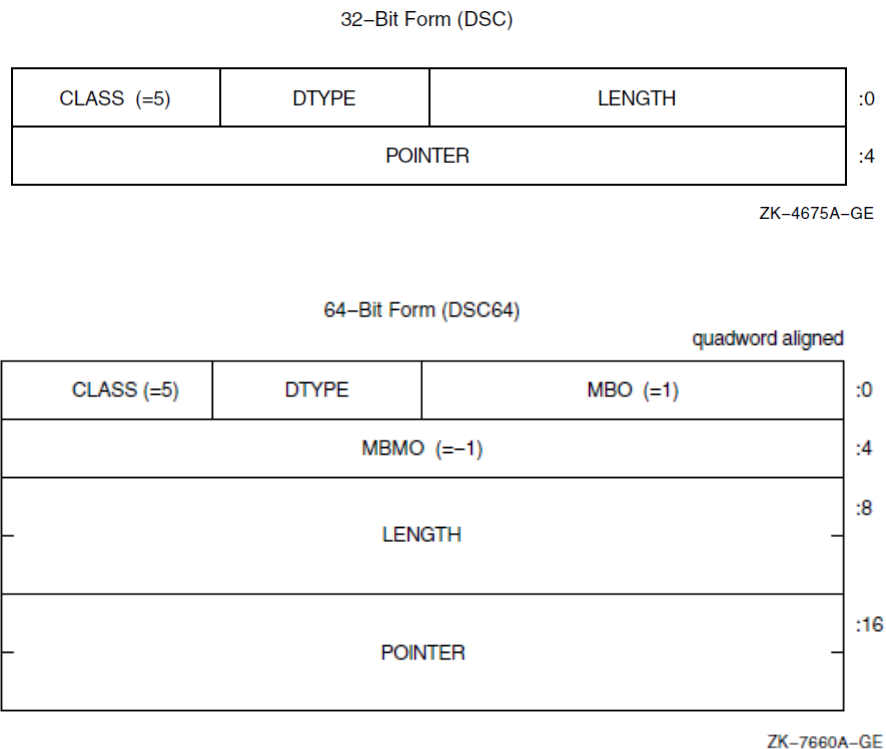 32–Bit Form (DSC)
CLASS (=5) DTYPE LENGTH :0
POINTER :4
ZK–4675A–GE
64–Bit Form (DSC64)
quadword aligned
CLASS (=5) DTYPE MBO (=1) :0
MBMO (=–1) :4
:8
LENGTH
:16
POINTER
ZK–7660A–GE